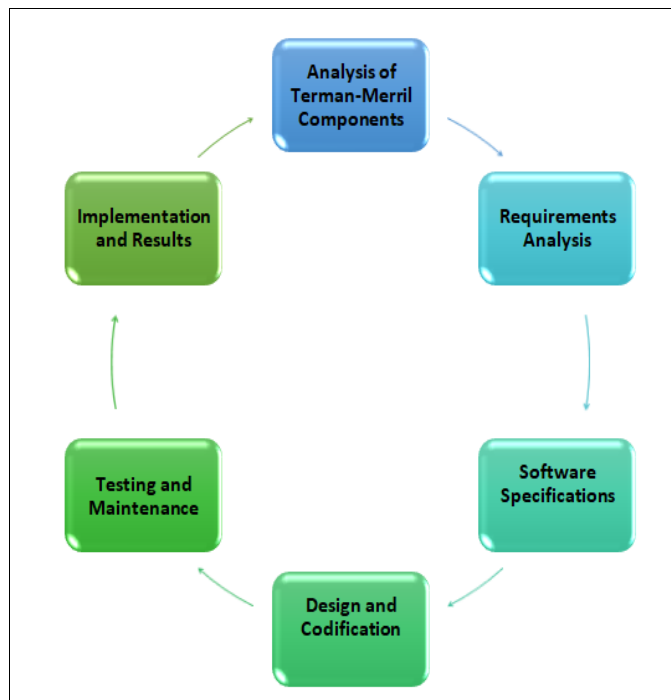 Analysis of
Terman-Merril
Components
Requirements
Analysis
Software
Specifications
Design and
Codification
Testing and
Maintenance
Implementation
and Results